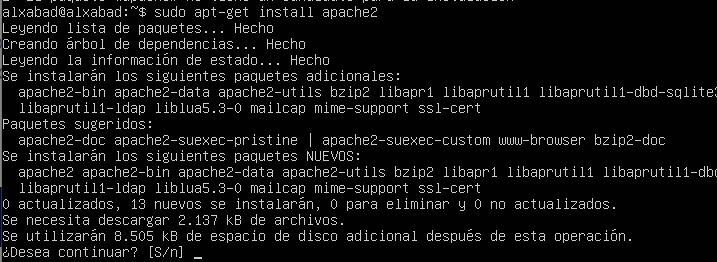 alxabad@alxabad:~$ sudo apt-get install apache2
Leyendo lista de paquetes... Hecho
Creando árbol de dependencias... Hecho
Leyendo la información de estado... Hecho
Se instalarán los siguientes paquetes adicionales:
apache2-bin apache2-data apache2-utils bzip2 libapr1 libaprutil1 libaprutil1-dbd-sqlite3
libaprutil1-ldap liblua5.3-0 mailcap mime-support ssl-cert
Paquetes sugeridos:
apache2-doc apache2-suexec-pristine | apache2-suexec-custom www-browser bzip2-doc
Se instalarán los siguientes paquetes NUEVOS:
apache2 apache2-bin apache2-data apache2-utils bzip2 libapr1 libaprutil1 libaprutil1-dbd
libaprutil1-ldap liblua5.3-0 mailcap mime-support ssl-cert
0 actualizados, 13 nuevos se instalarán, 0 para eliminar y 0 no actualizados.
Se necesita descargar 2.137 kB de archivos.
Se utilizarán 8.505 kB de espacio de disco adicional después de esta operación.
¿Desea continuar? [S/n] _